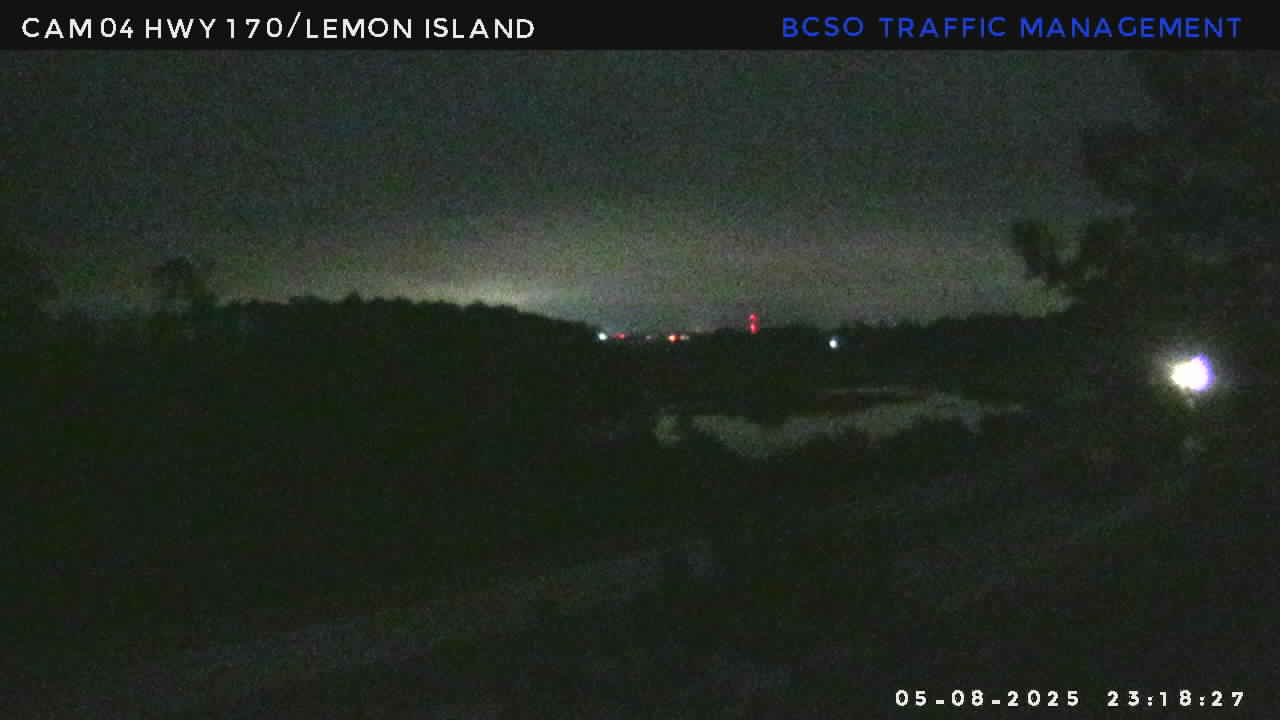 CAM04 HWY 170/LEMON ISLAND
BCSO TRAFFIC MANAGEMENT
05-08-2025 23:18:27